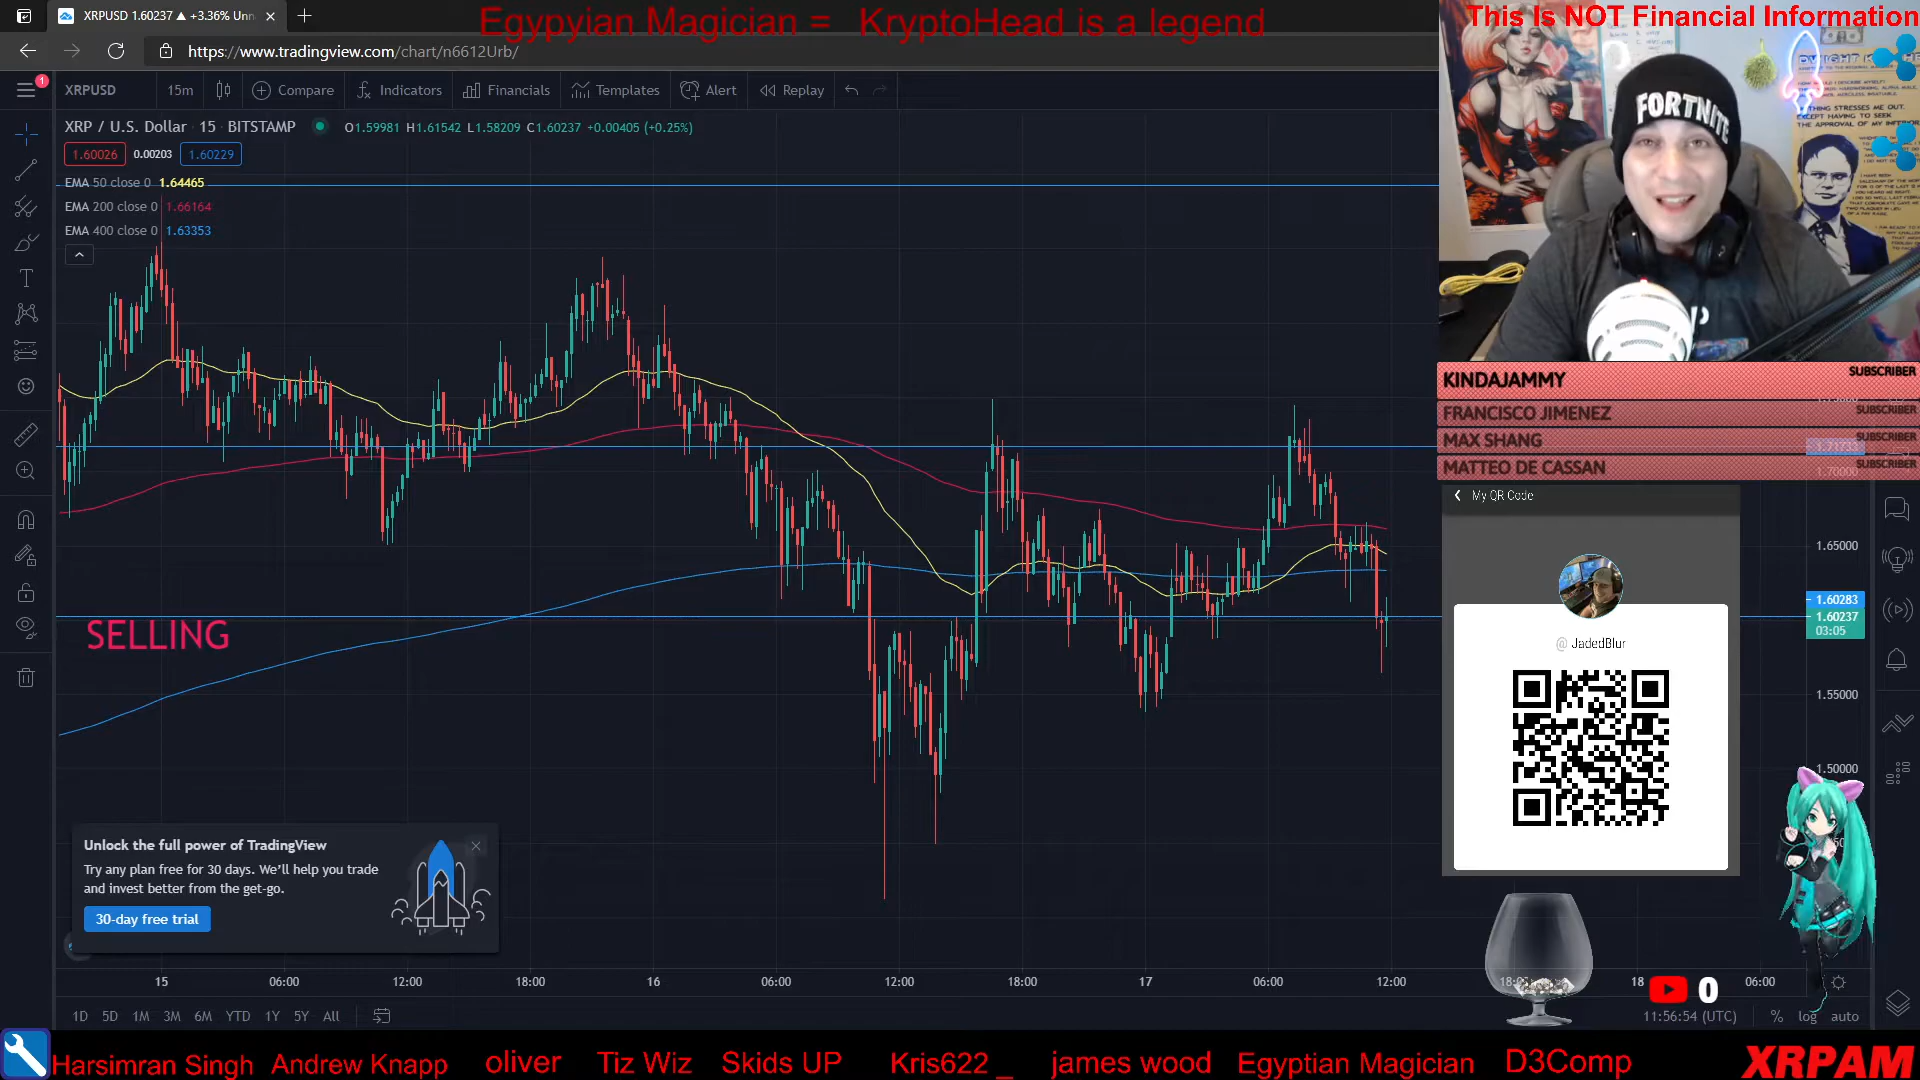 XRPUSD 1.60237 ▲ +3.36% Unn
Egypyian Magician = KryptoHead is a legend
This Is NOT Financial Information
https://www.tradingview.com/chart/n6612Urb/
1
XRPUSD
15m
Compare
Indicators
Financials
Templates
Alert
Replay
XRP / U.S. Dollar · 15 · BITSTAMP
O1.59981 H1.61542 L1.58209 C1.60237 +0.00405 (+0.25%)
1.60026 0.00203 1.60229
EMA 50 close 0 1.64465
EMA 200 close 0 1.66164
EMA 400 close 0 1.63353
FORTNITE
KINDAJAMMY SUBSCRIBER
FRANCISCO JIMENEZ SUBSCRIBER
MAX SHANG SUBSCRIBER
MATTEO DE CASSAN SUBSCRIBER
1.71733
1.70000
My QR Code
@ JadedBlur
1.65000
1.60283
1.60237
03:05
1.55000
1.50000
SELLING
Unlock the full power of TradingView
Try any plan free for 30 days. We'll help you trade
and invest better from the get-go.
30-day free trial
15 06:00 12:00 18:00 16 06:00 12:00 18:00 17 06:00 12:00 18 06:00
0
1D 5D 1M 3M 6M YTD 1Y 5Y All
11:56:54 (UTC) % log auto
Harsimran Singh Andrew Knapp oliver Tiz Wiz Skids UP Kris622 _ james wood Egyptian Magician D3Comp
XRPAM